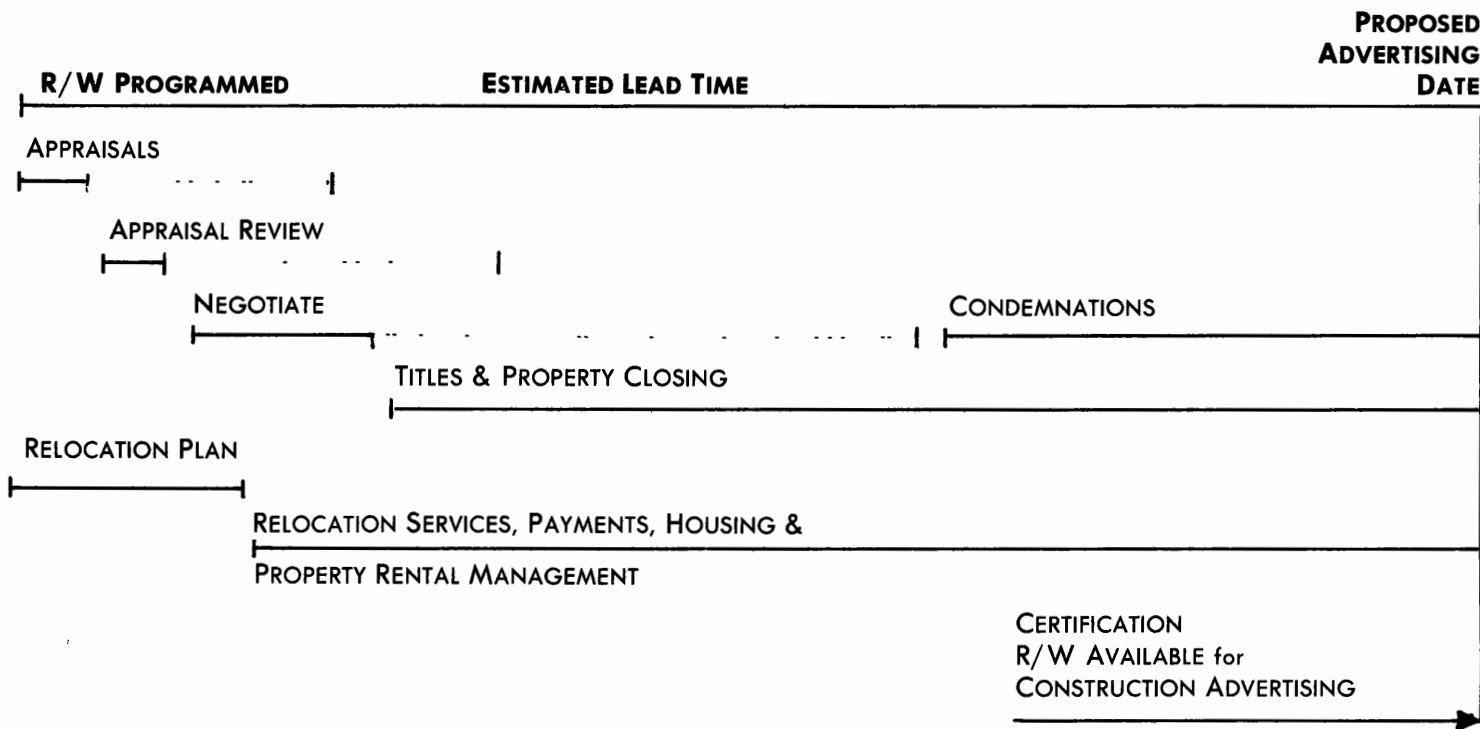 PROPOSED
ADVERTISING
R/W PROGRAMMED ESTIMATED LEAD TIME DATE
APPRAISALS
APPRAISAL REVIEW
NEGOTIATE CONDEMNATIONS
TITLES & PROPERTY CLOSING
RELOCATION PLAN
RELOCATION SERVICES, PAYMENTS, HOUSING &
PROPERTY RENTAL MANAGEMENT
CERTIFICATION
R/W AVAILABLE for
CONSTRUCTION ADVERTISING